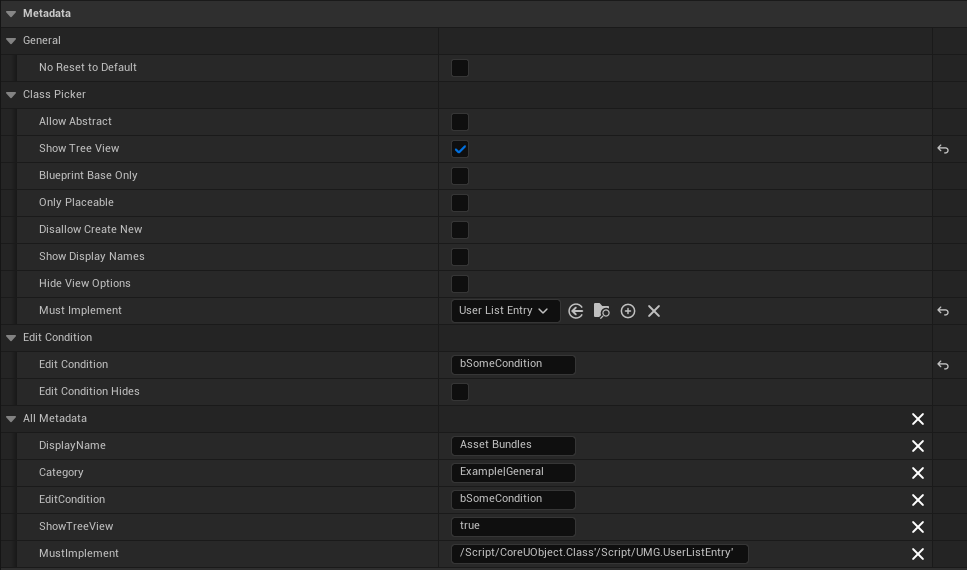 Metadata
General
No Reset to Default
Class Picker
Allow Abstract
Show Tree View
Blueprint Base Only
Only Placeable
Disallow Create New
Show Display Names
Hide View Options
Must Implement User List Entry
Edit Condition
Edit Condition bSomeCondition
Edit Condition Hides
All Metadata
DisplayName Asset Bundles
Category Example|General
EditCondition bSomeCondition
ShowTreeView true
MustImplement /Script/CoreUObject.Class'/Script/UMG.UserListEntry'